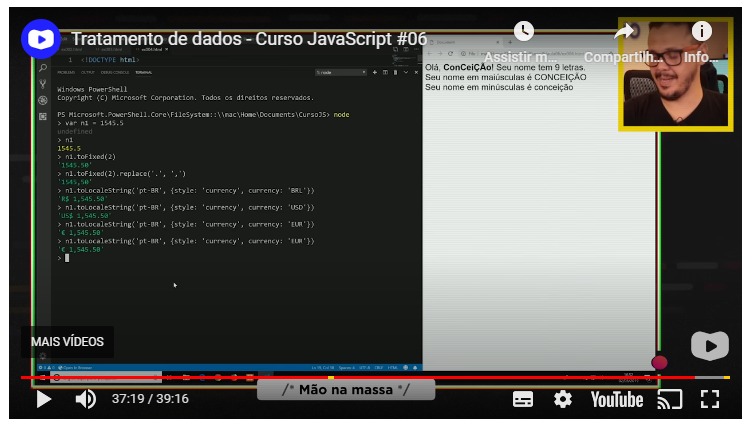 Tratamento de dados - Curso JavaScript #06
Assistir m...
Compartilh...
Info...
1 <!DOCTYPE html>
PROBLEMS OUTPUT DEBUG CONSOLE TERMINAL
Windows PowerShell
Copyright (C) Microsoft Corporation. Todos os direitos reservados.
PS Microsoft.PowerShell.Core\FileSystem::\\mac\Home\Documents\CursoJS> node
> var n1 = 1545.5
undefined
> n1
1545.5
> n1.toFixed(2)
'1545.50'
> n1.toFixed(2).replace('.', ',')
'1545,50'
> n1.toLocaleString('pt-BR', {style: 'currency', currency: 'BRL'})
'R$ 1,545.50'
> n1.toLocaleString('pt-BR', {style: 'currency', currency: 'USD'})
'US$ 1,545.50'
> n1.toLocaleString('pt-BR', {style: 'currency', currency: 'EUR'})
'€ 1,545.50'
> n1.toLocaleString('pt-BR', {style: 'currency', currency: 'EUR'})
'€ 1,545.50'
>
Olá, ConCeiÇÃo! Seu nome tem 9 letras.
Seu nome em maiúsculas é CONCEIÇÃO
Seu nome em minúsculas é conceição
MAIS VÍDEOS
/* Mão na massa */
37:19 / 39:16
YouTube